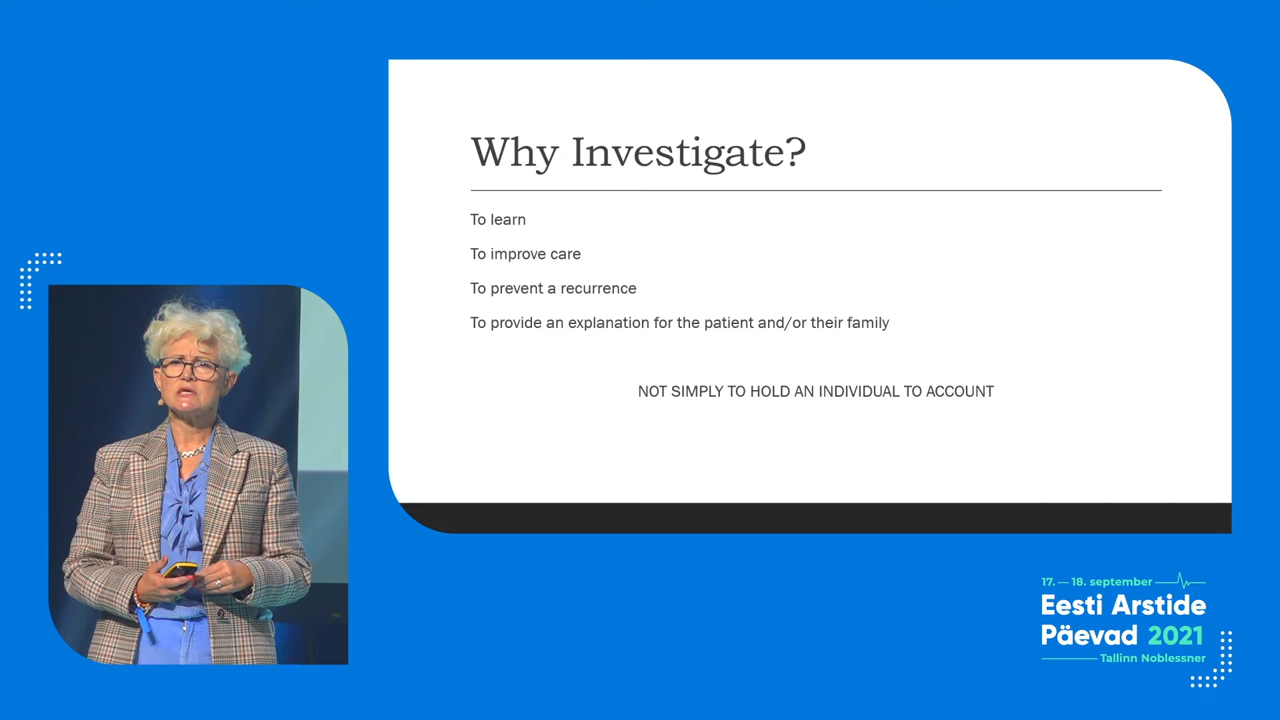 Why Investigate?
To learn
To improve care
To prevent a recurrence
To provide an explanation for the patient and/or their family
NOT SIMPLY TO HOLD AN INDIVIDUAL TO ACCOUNT
17. — 18. september
Eesti Arstide
Päevad 2021
Tallinn Noblessner